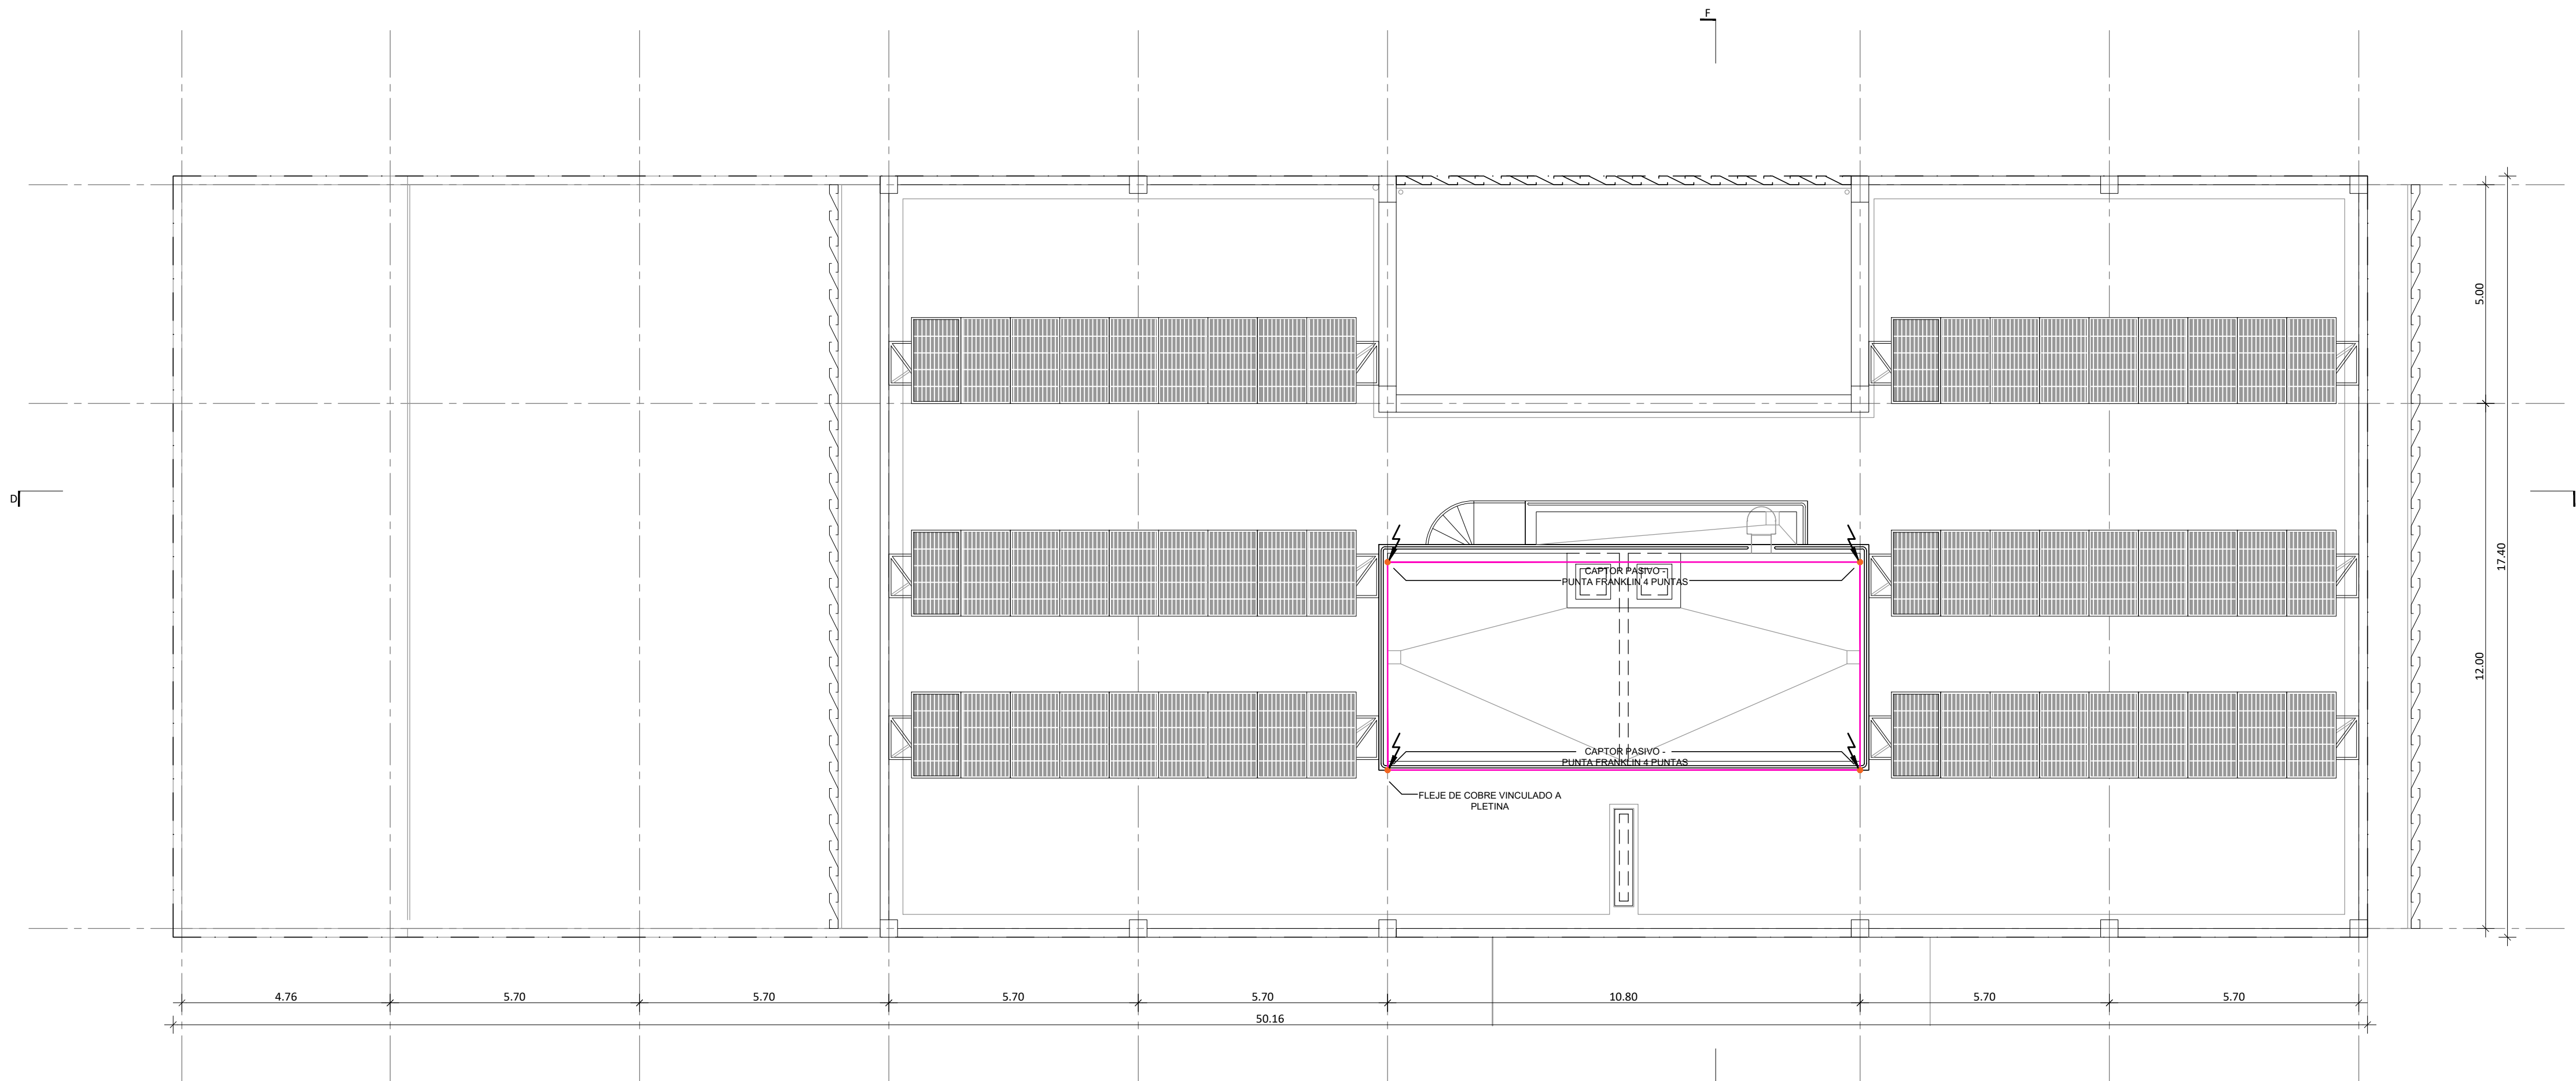 F
5.00
D
17.40
CAPTOR PASIVO -
PUNTA FRANKLIN 4 PUNTAS
12.00
CAPTOR PASIVO -
PUNTA FRANKLIN 4 PUNTAS
FLEJE DE COBRE VINCULADO A
PLETINA
4.76 5.70 5.70 5.70 5.70 10.80 5.70 5.70
50.16